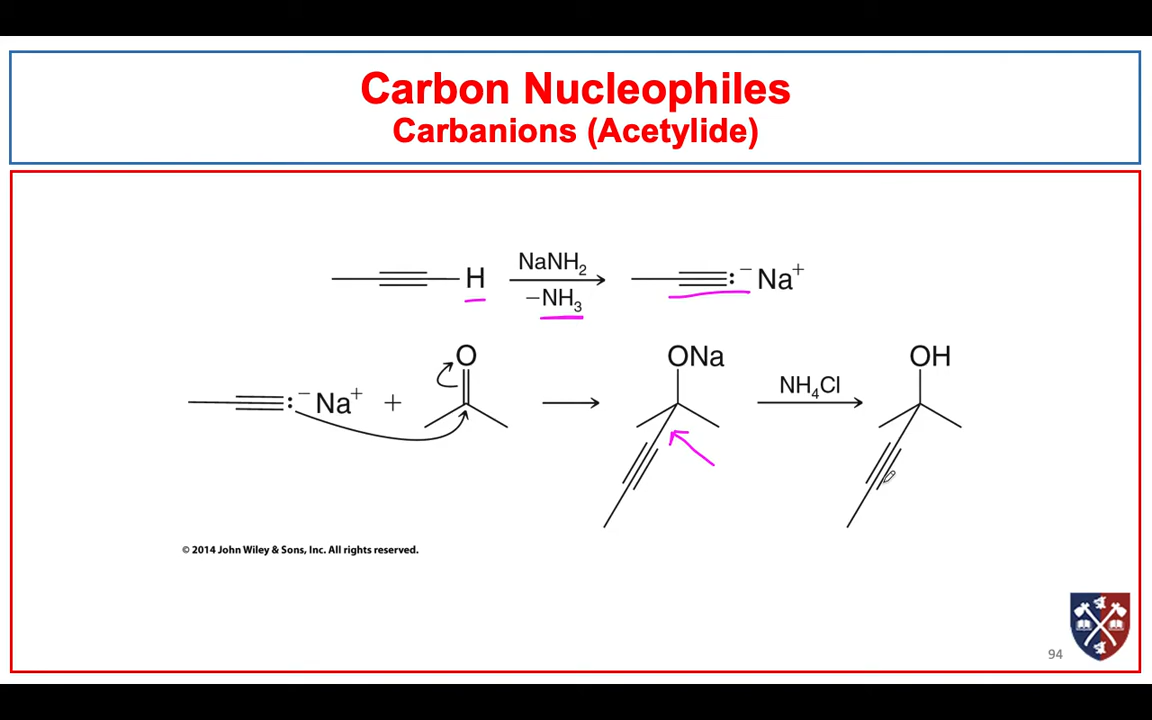 Carbon Nucleophiles
Carbanions (Acetylide)
H
NaNH₂
−NH₃
:⁻ Na⁺
:⁻ Na⁺ + O
ONa
NH₄Cl
OH
© 2014 John Wiley & Sons, Inc. All rights reserved.
94